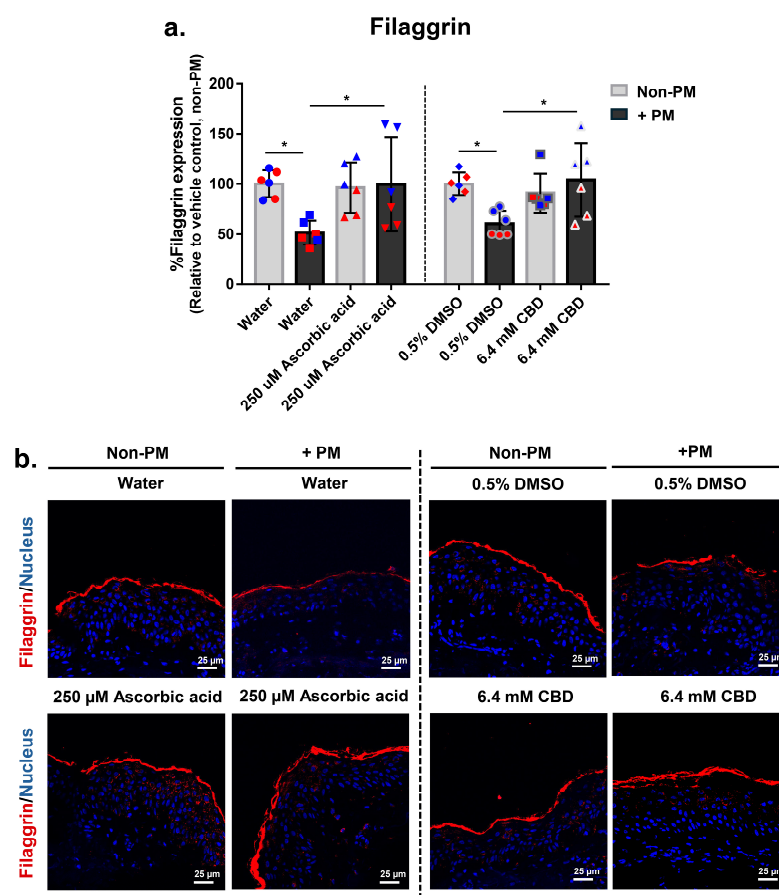 a.
Filaggrin
%Filaggrin expression
(Relative to vehicle control, non-PM)
200
150
100
50
0
*
*
*
*
Non-PM
+ PM
Water
Water
250 uM Ascorbic acid
250 uM Ascorbic acid
0.5% DMSO
0.5% DMSO
6.4 mM CBD
6.4 mM CBD
b.
Non-PM
+ PM
Non-PM
+PM
Water
Water
0.5% DMSO
0.5% DMSO
Filaggrin/Nucleus
25 µm
25 µm
25 µm
25 µm
250 µM Ascorbic acid
250 µM Ascorbic acid
6.4 mM CBD
6.4 mM CBD
Filaggrin/Nucleus
25 µm
25 µm
25 µm
25 µm